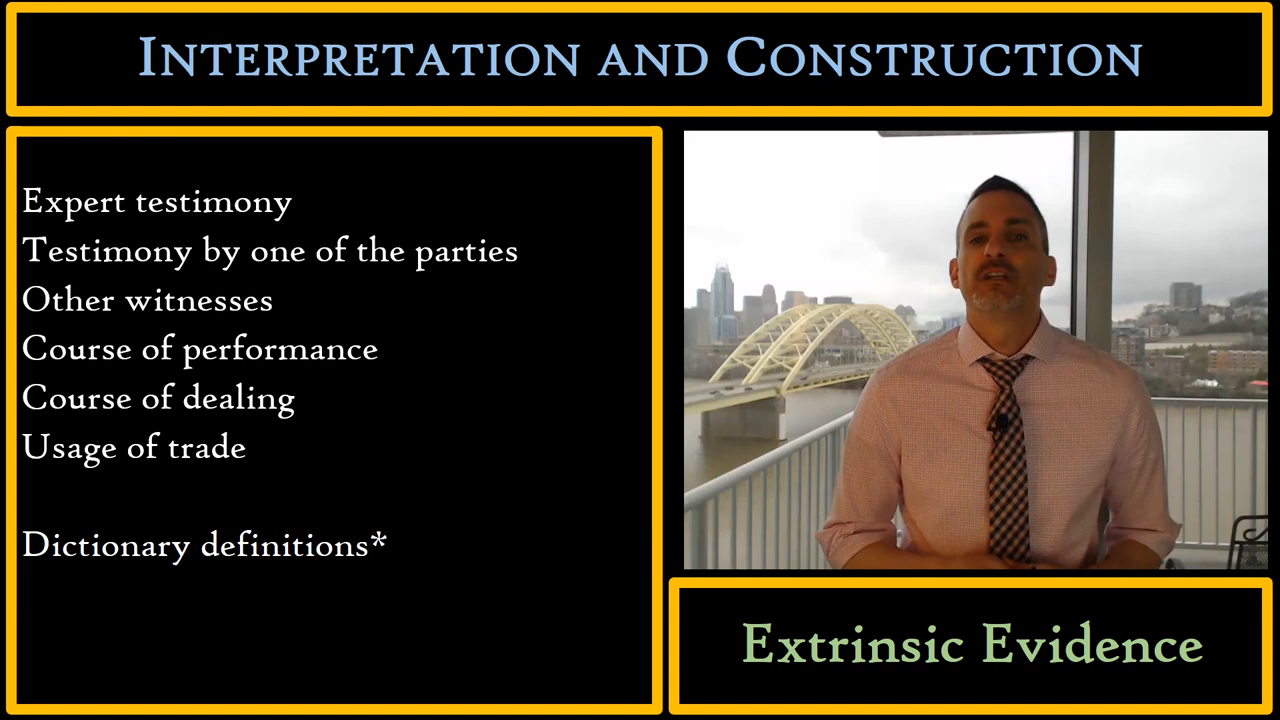 Interpretation and Construction
Expert testimony
Testimony by one of the parties
Other witnesses
Course of performance
Course of dealing
Usage of trade
Dictionary definitions*
Extrinsic Evidence